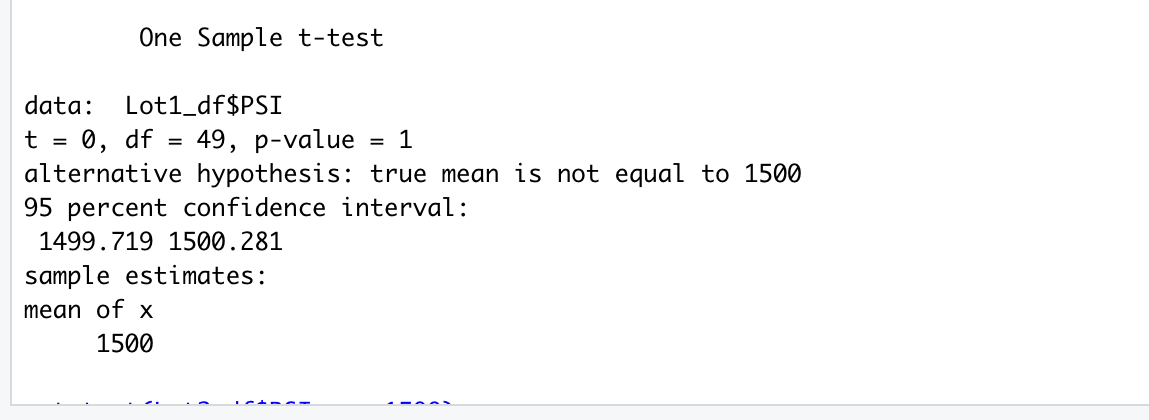 One Sample t-test
data:  Lot1_df$PSI
t = 0, df = 49, p-value = 1
alternative hypothesis: true mean is not equal to 1500
95 percent confidence interval:
 1499.719 1500.281
sample estimates:
mean of x
     1500